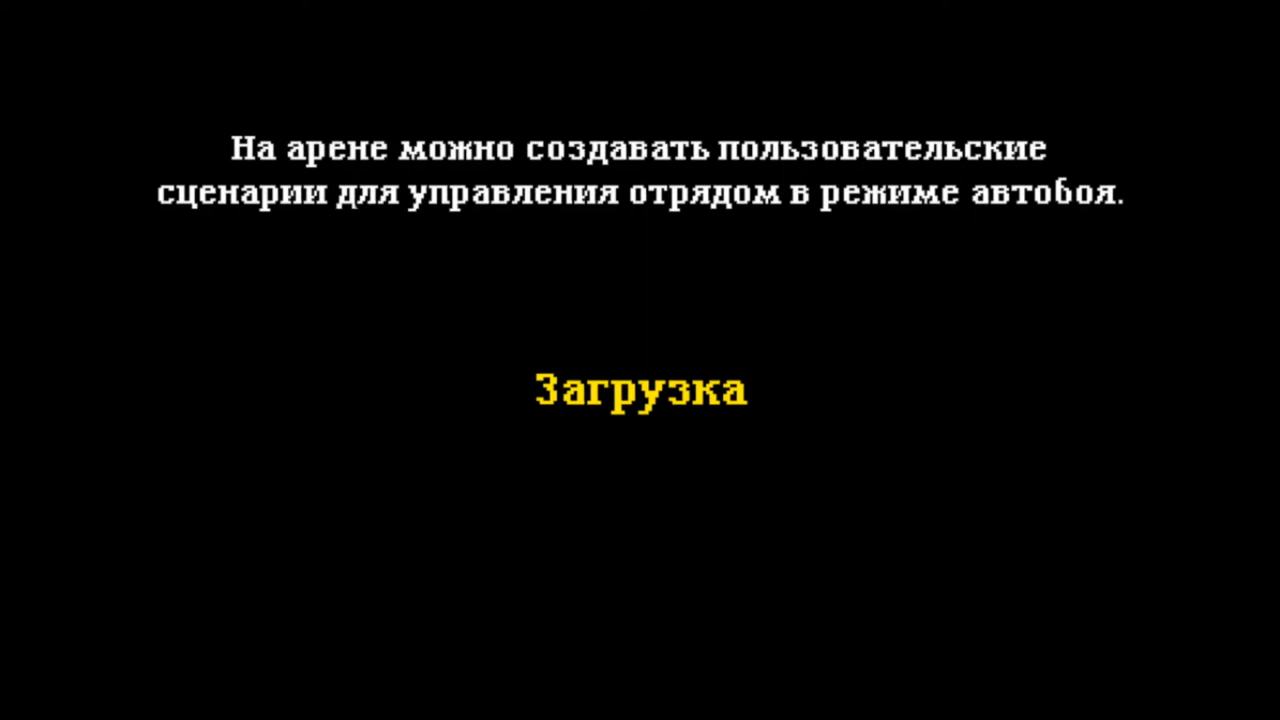 На арене можно создавать пользовательские
сценарии для управления отрядом в режиме автобоя.
Загрузка